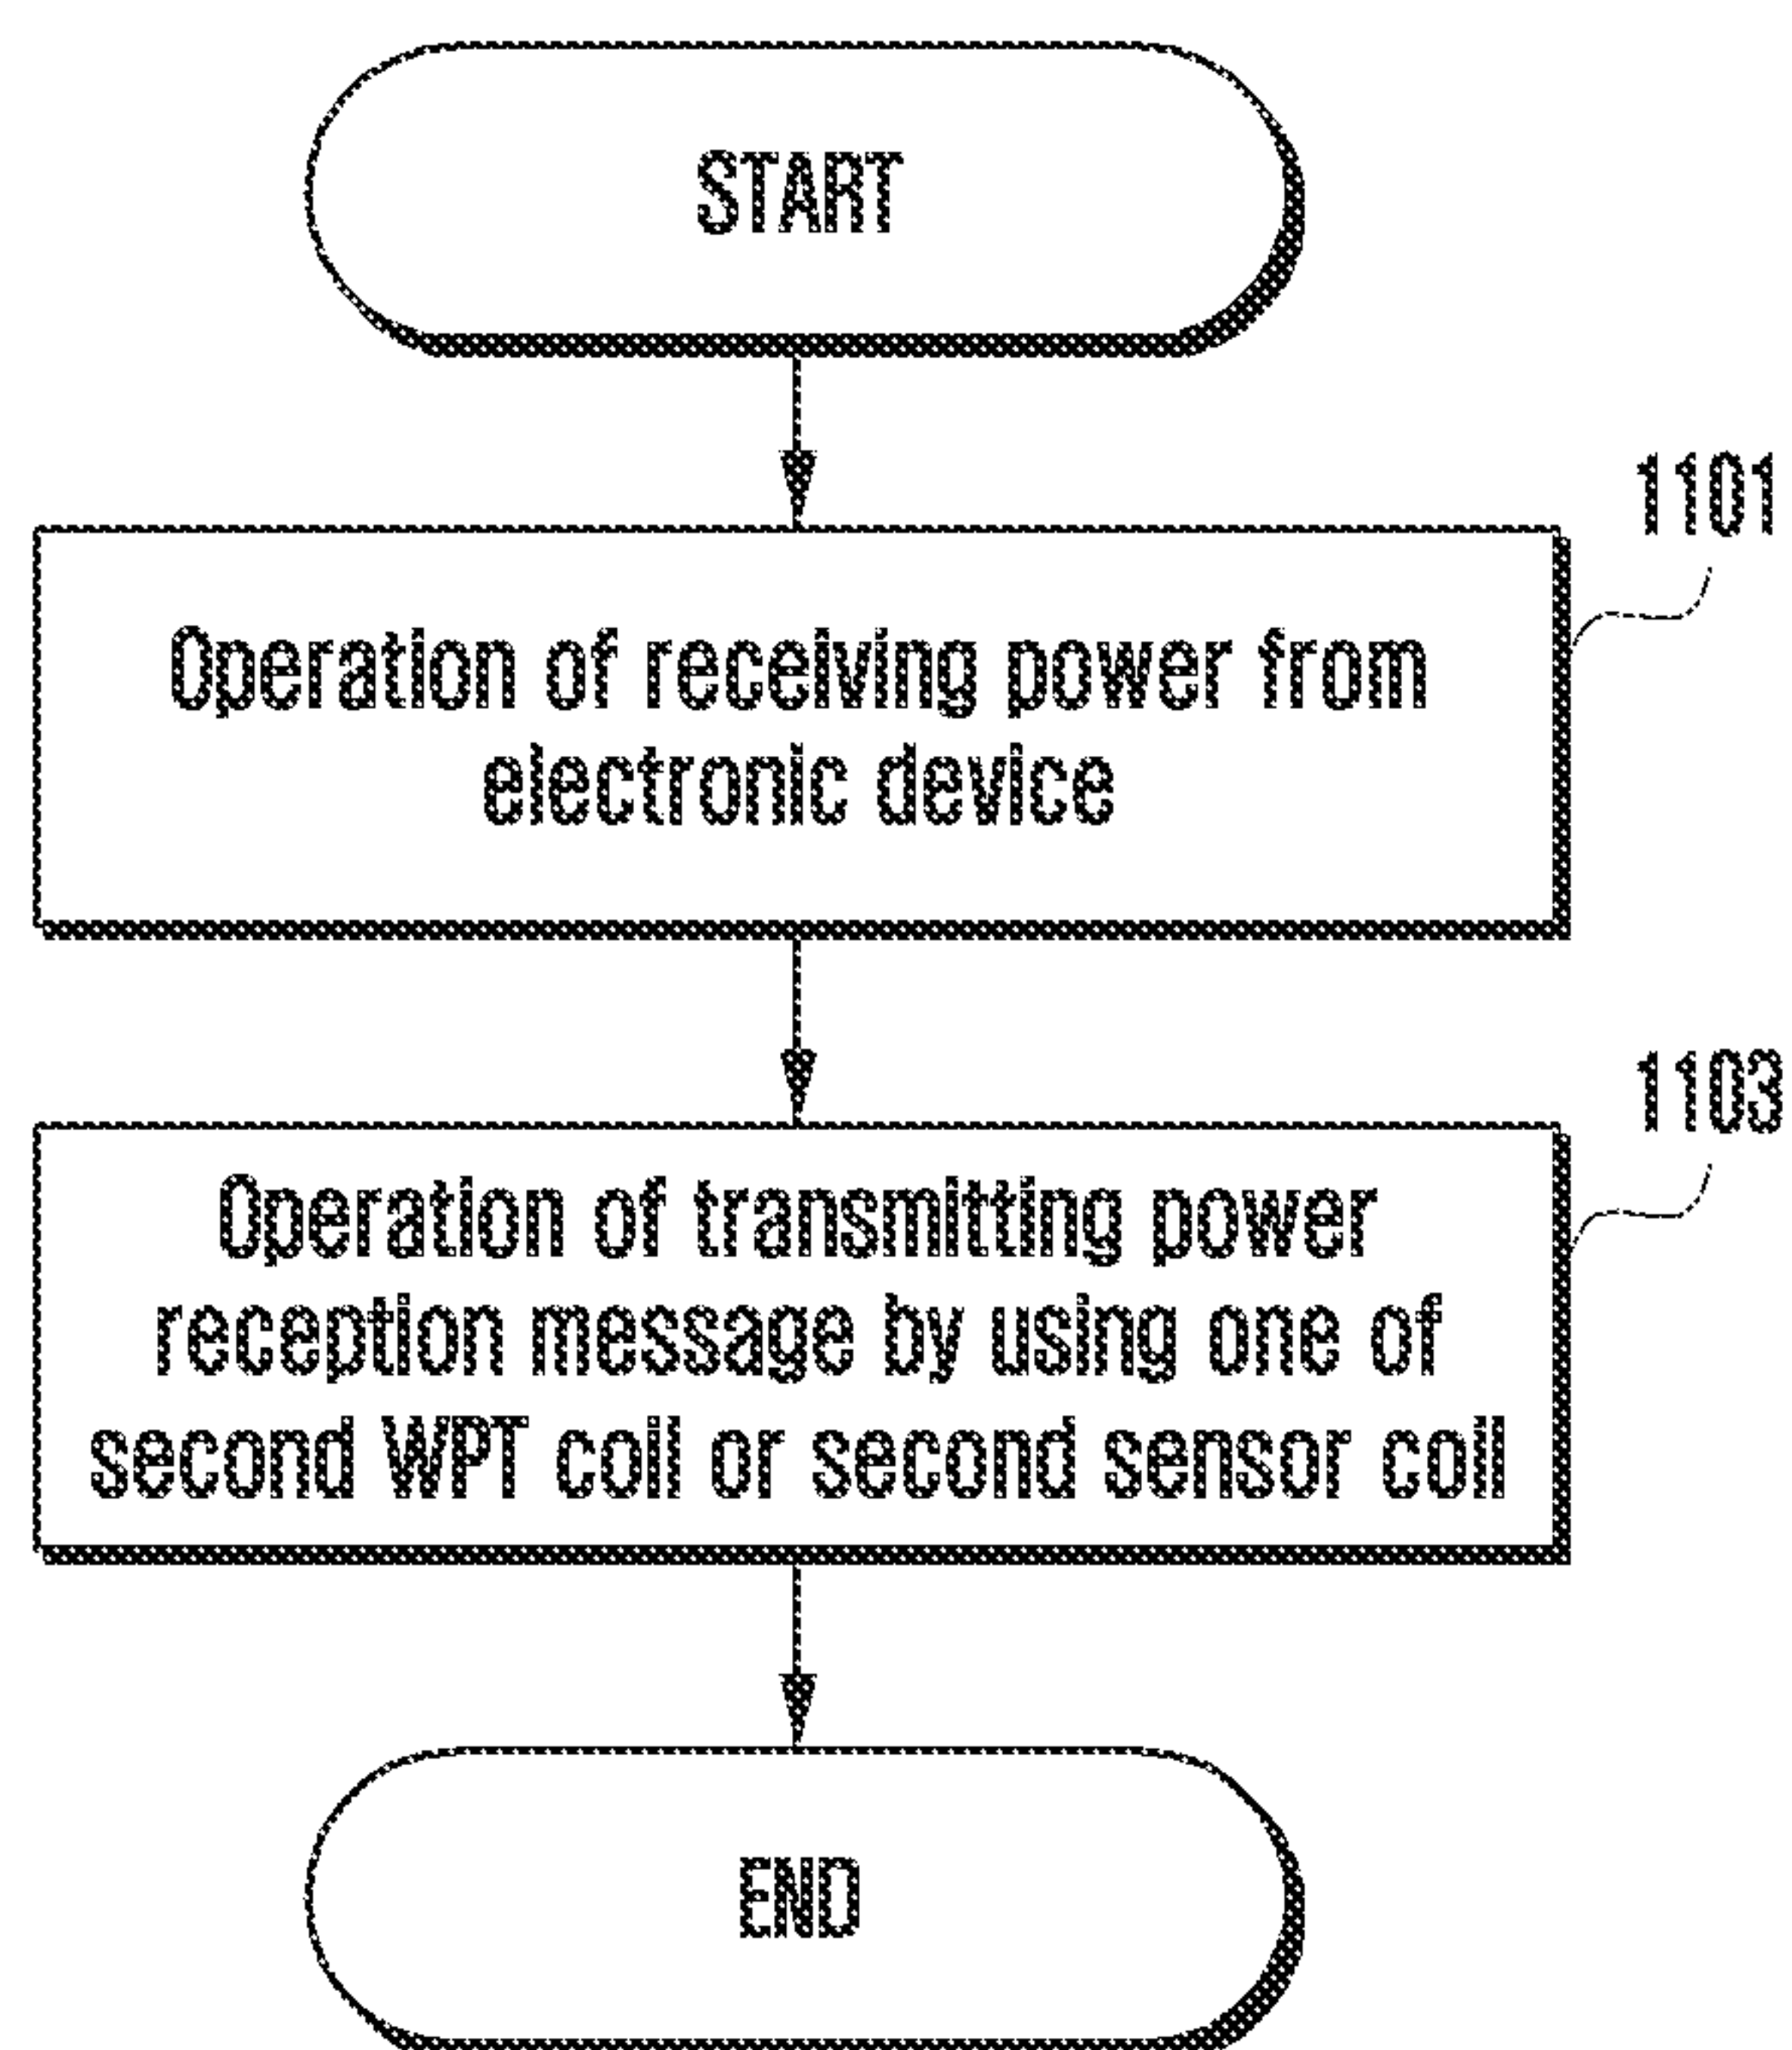 START
1101
Operation of receiving power from
electronic device
1103
Operation of transmitting power
reception message by using one of
second WPT coil or second sensor coil
END